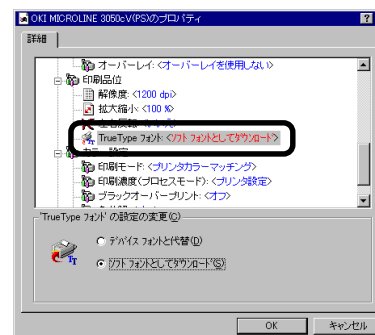 OKI MICROLINE 3050cV(PS)のプロパティ
詳細
オーバーレイ: <オーバーレイを使用しない>
印刷品位
解像度: <1200 dpi>
拡大縮小: <100 %>
TrueType フォント: <ソフト フォントとしてダウンロード>
カラー設定
印刷モード: <プリンタカラーマッチング>
印刷濃度(プロセスモード): <プリンタ設定>
ブラックオーバープリント: <オフ>
'TrueType フォント' の設定の変更(C)
デバイス フォントと代替(D)
ソフト フォントとしてダウンロード(S)
OK キャンセル